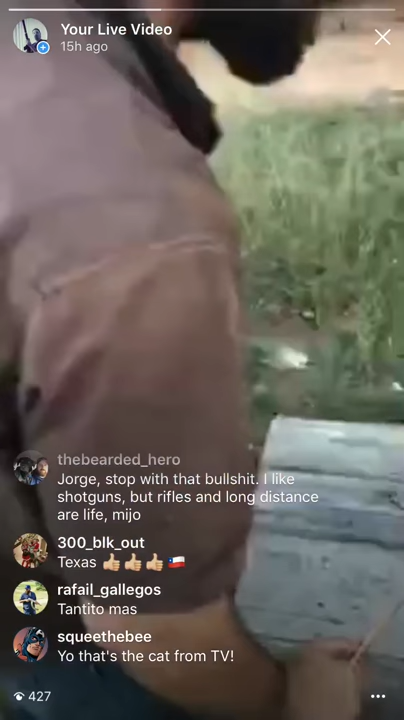 Your Live Video
15h ago
thebearded_hero
Jorge, stop with that bullshit. I like
shotguns, but rifles and long distance
are life, mijo
300_blk_out
Texas 👍🏼👍🏼👍🏼🇨🇱
rafail_gallegos
Tantito mas
squeethebee
Yo that's the cat from TV!
427